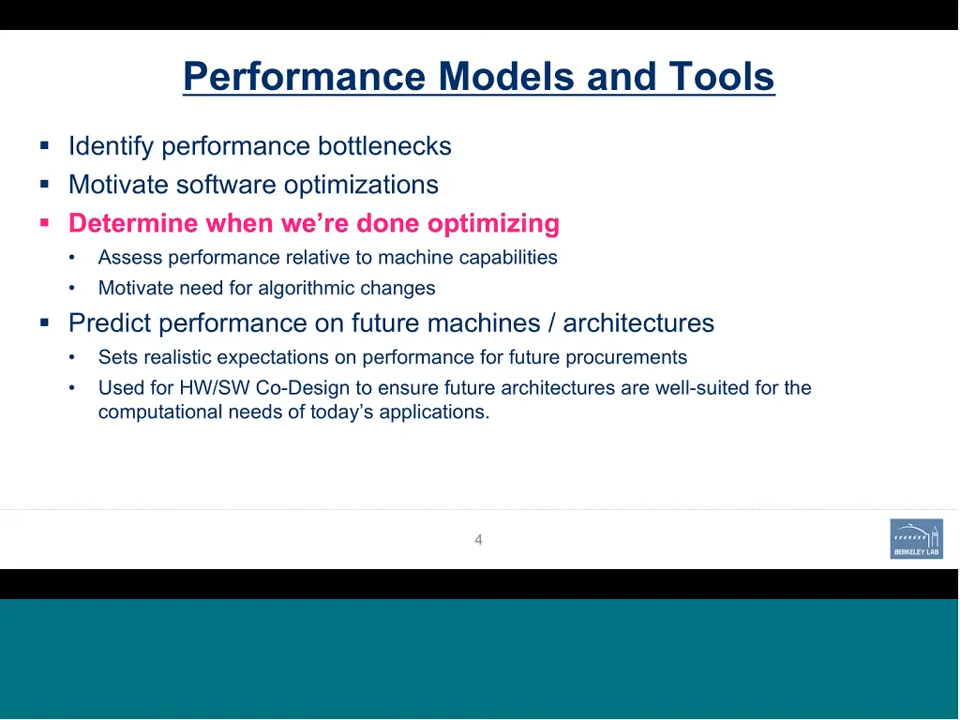 Performance Models and Tools
▪ Identify performance bottlenecks
▪ Motivate software optimizations
▪ Determine when we’re done optimizing
• Assess performance relative to machine capabilities
• Motivate need for algorithmic changes
▪ Predict performance on future machines / architectures
• Sets realistic expectations on performance for future procurements
• Used for HW/SW Co-Design to ensure future architectures are well-suited for the
computational needs of today’s applications.
4
BERKELEY LAB